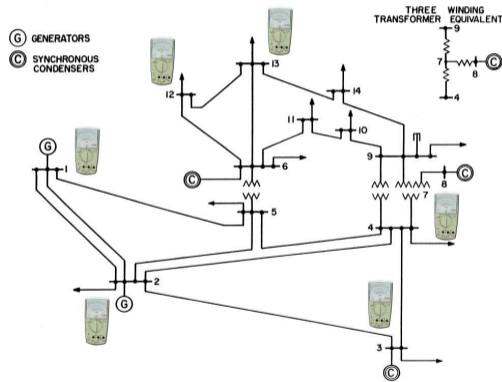 THREE WINDING
TRANSFORMER EQUIVALENT
G GENERATORS
C SYNCHRONOUS
CONDENSERS
9
7
8
C
4
13
14
12
11
10
6
9
C
G
1
8
C
7
5
4
2
G
3
C